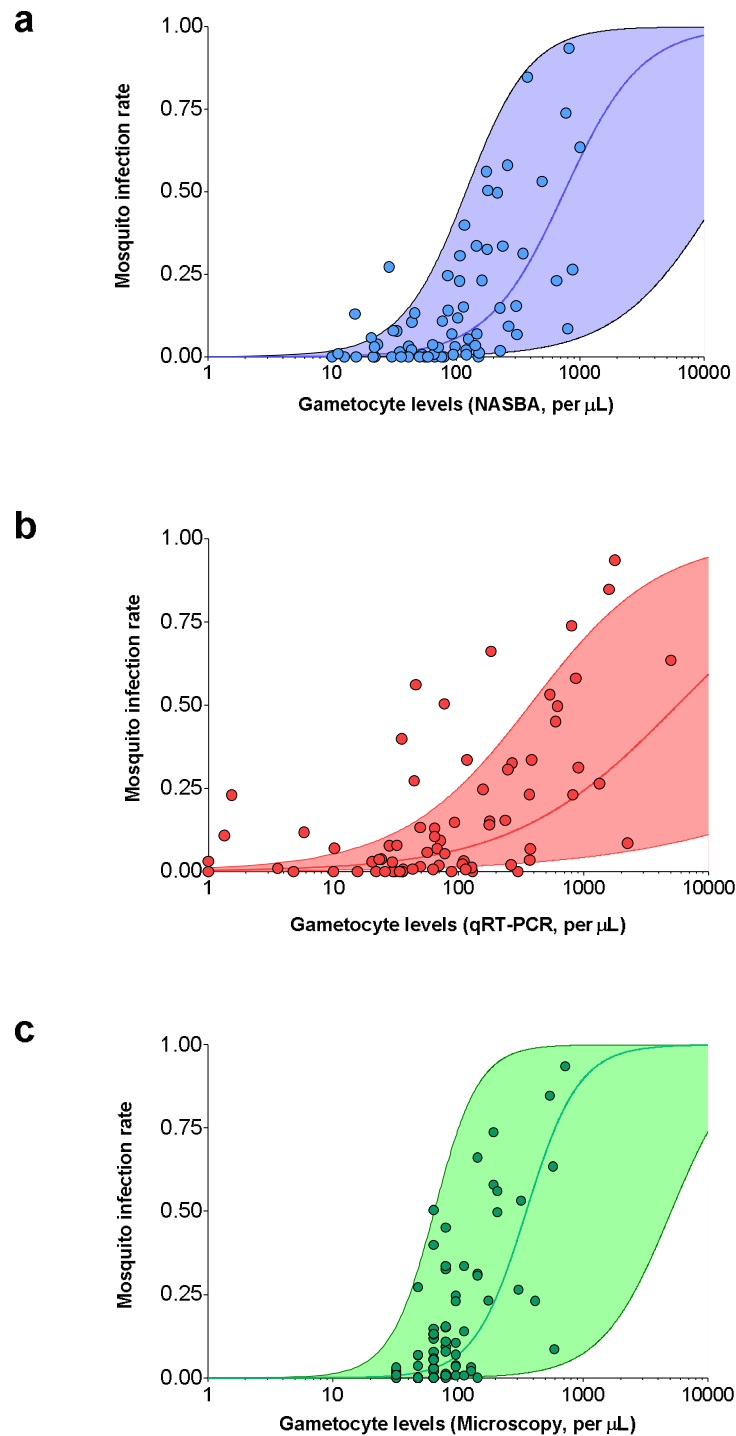 a
1.00
0.75
0.50
0.25
0.00
Mosquito infection rate
1 10 100 1000 10000
Gametocyte levels (NASBA, per μL)
b
1.00
0.75
0.50
0.25
0.00
Mosquito infection rate
1 10 100 1000 10000
Gametocyte levels (qRT-PCR, per μL)
c
1.00
0.75
0.50
0.25
0.00
Mosquito infection rate
1 10 100 1000 10000
Gametocyte levels (Microscopy, per μL)